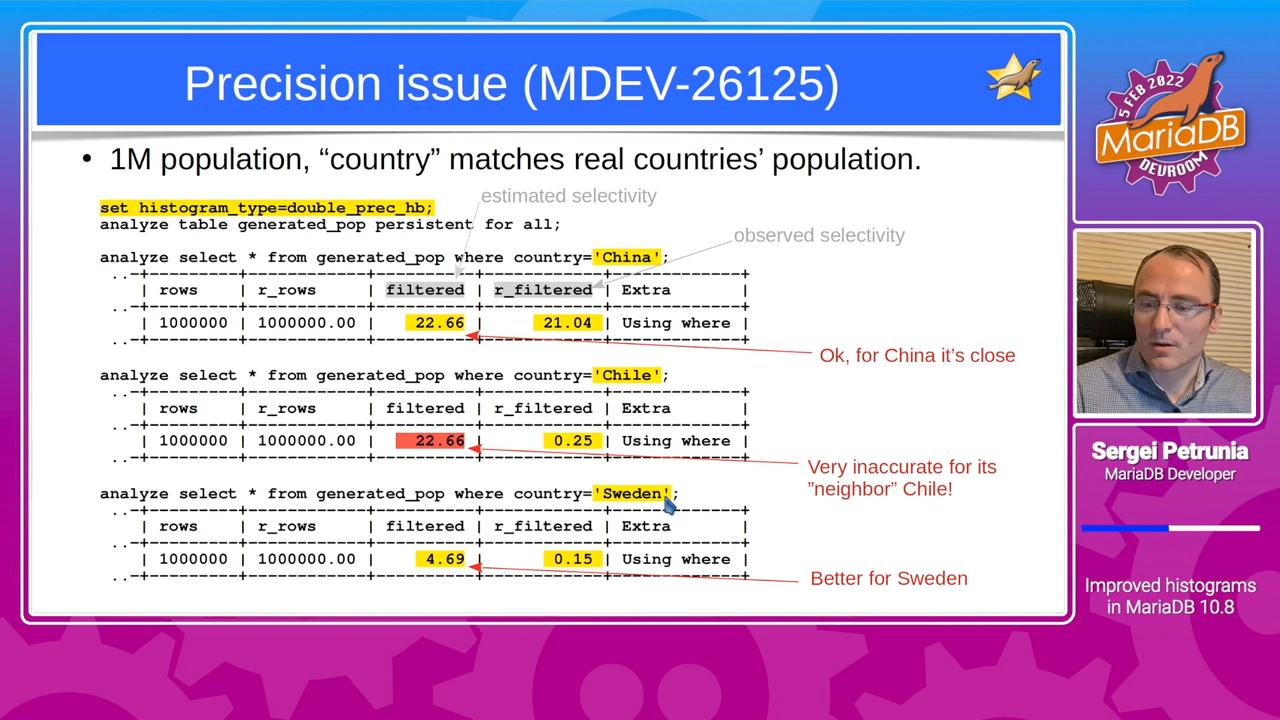 Precision issue (MDEV-26125)
• 1M population, “country” matches real countries’ population.
estimated selectivity
set histogram_type=double_prec_hb;
analyze table generated_pop persistent for all;
observed selectivity
analyze select * from generated_pop where country='China';
..-+---------+------------+----------+------------+-------------+
| rows | r_rows | filtered | r_filtered | Extra |
..-+---------+------------+----------+------------+-------------+
| 1000000 | 1000000.00 | 22.66 | 21.04 | Using where |
..-+---------+------------+----------+------------+-------------+
Ok, for China it’s close
analyze select * from generated_pop where country='Chile';
..-+---------+------------+----------+------------+-------------+
| rows | r_rows | filtered | r_filtered | Extra |
..-+---------+------------+----------+------------+-------------+
| 1000000 | 1000000.00 | 22.66 | 0.25 | Using where |
..-+---------+------------+----------+------------+-------------+
Very inaccurate for its
”neighbor” Chile!
analyze select * from generated_pop where country='Sweden';
..-+---------+------------+----------+------------+-------------+
| rows | r_rows | filtered | r_filtered | Extra |
..-+---------+------------+----------+------------+-------------+
| 1000000 | 1000000.00 | 4.69 | 0.15 | Using where |
..-+---------+------------+----------+------------+-------------+
Better for Sweden
5 FEB 2022
MariaDB
DEVROOM
Sergei Petrunia
MariaDB Developer
Improved histograms
in MariaDB 10.8